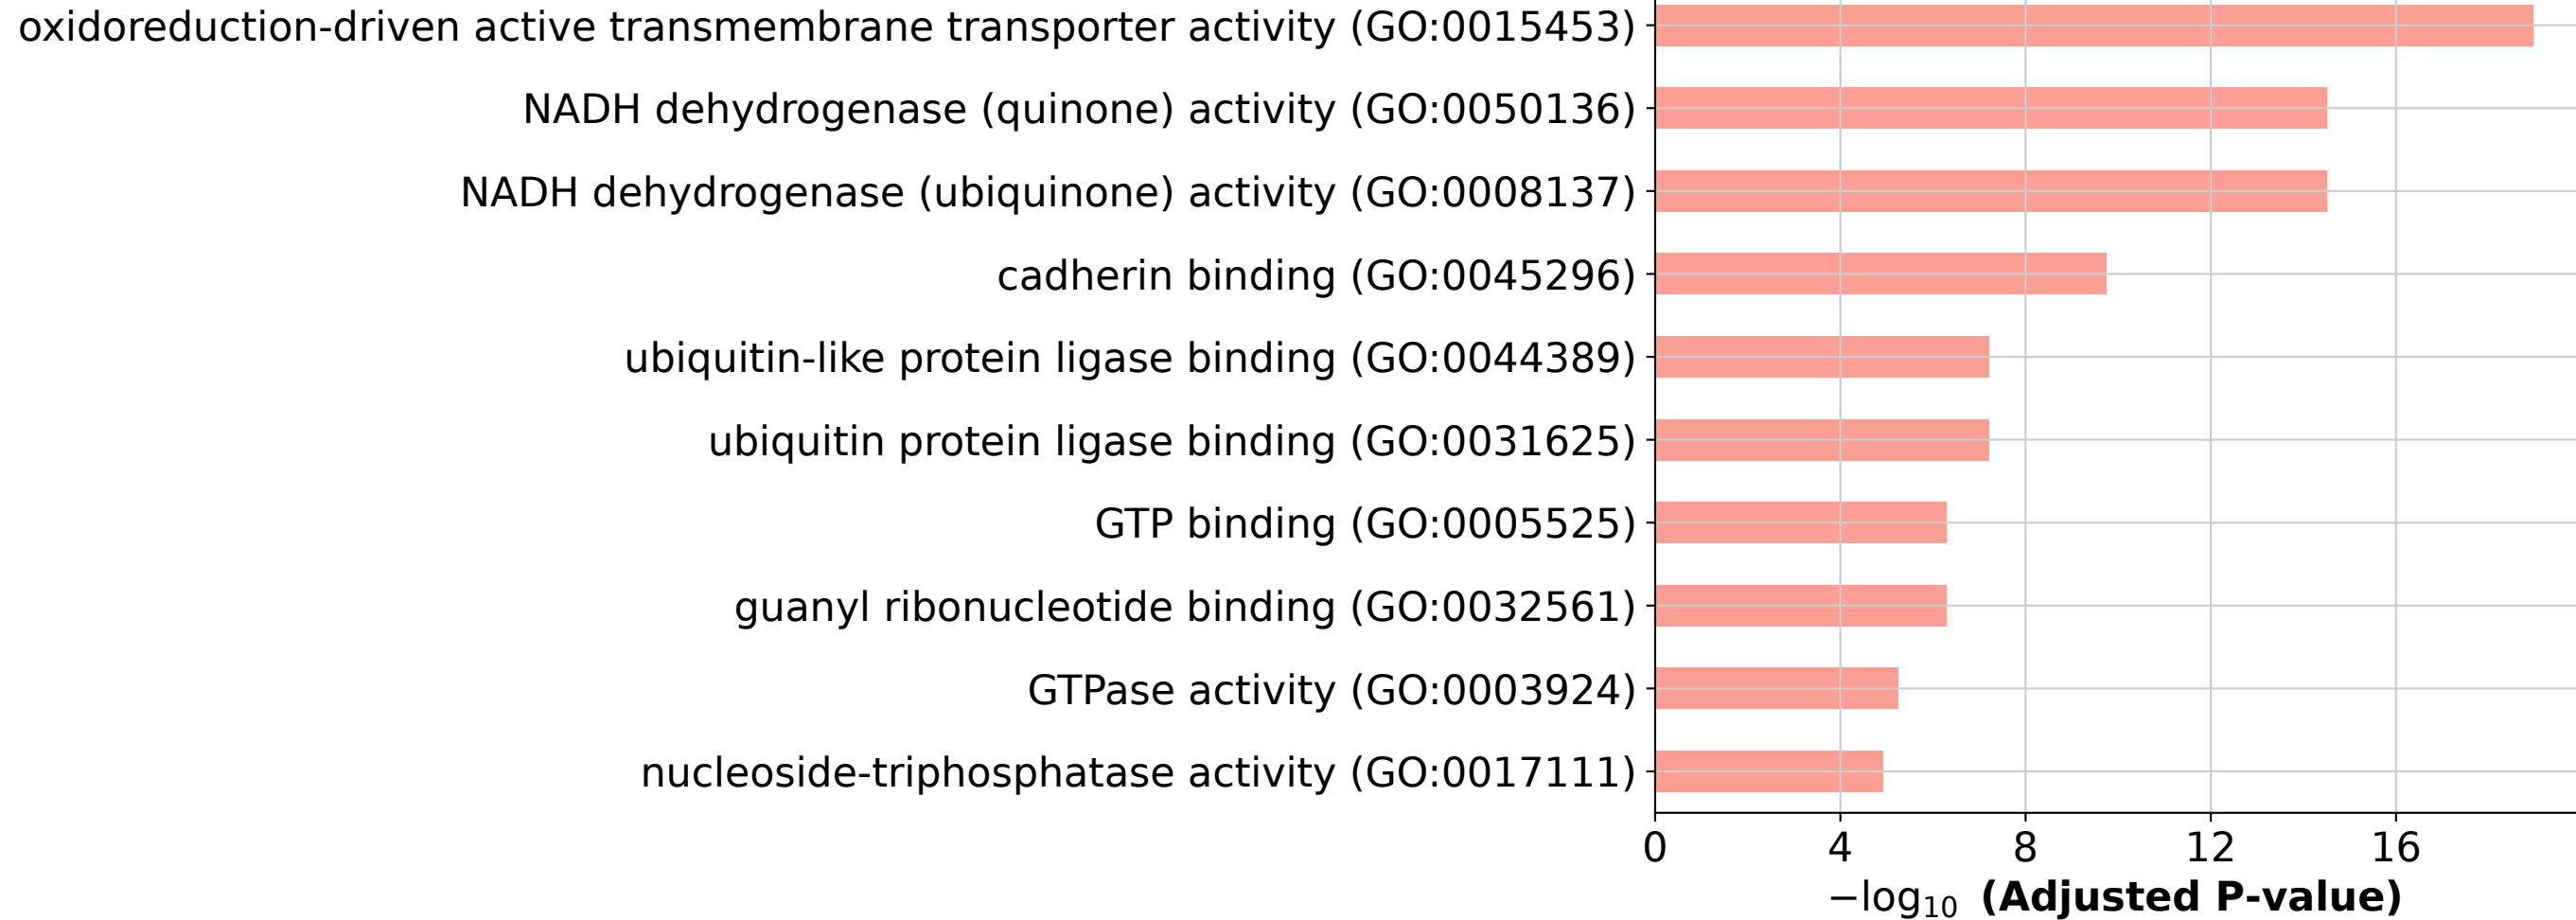 oxidoreduction-driven active transmembrane transporter activity (GO:0015453)
NADH dehydrogenase (quinone) activity (GO:0050136)
NADH dehydrogenase (ubiquinone) activity (GO:0008137)
cadherin binding (GO:0045296)
ubiquitin-like protein ligase binding (GO:0044389)
ubiquitin protein ligase binding (GO:0031625)
GTP binding (GO:0005525)
guanyl ribonucleotide binding (GO:0032561)
GTPase activity (GO:0003924)
nucleoside-triphosphatase activity (GO:0017111)
0 4 8 12 16
−log₁₀ (Adjusted P-value)